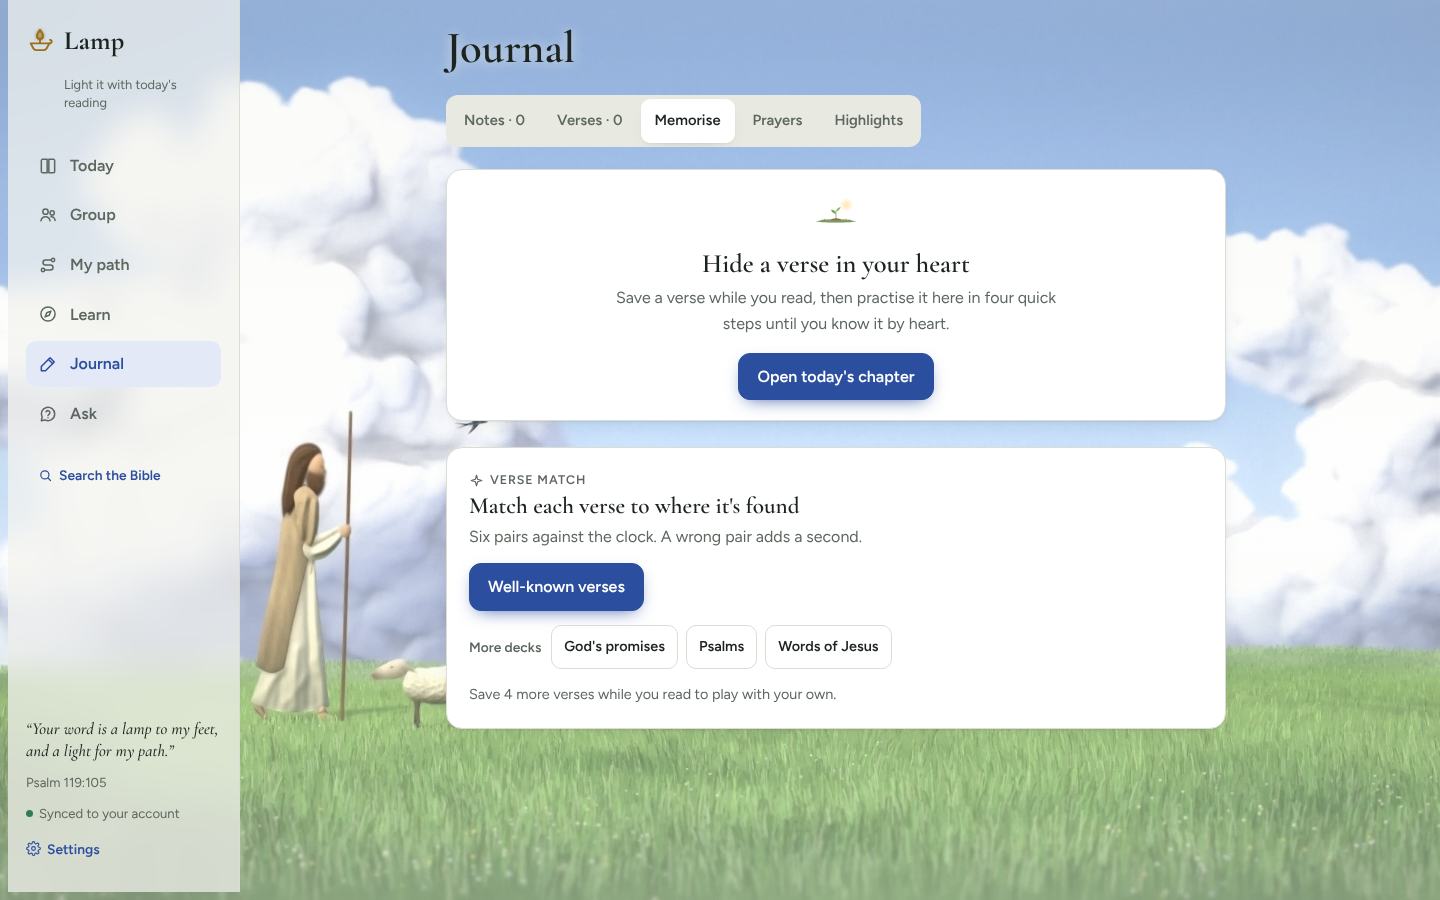 Lamp
Light it with today's
reading
Today
Group
My path
Learn
Journal
Ask
Search the Bible
“Your word is a lamp to my feet,
and a light for my path.”
Psalm 119:105
Synced to your account
Settings
Journal
Notes · 0
Verses · 0
Memorise
Prayers
Highlights
Hide a verse in your heart
Save a verse while you read, then practise it here in four quick
steps until you know it by heart.
Open today's chapter
VERSE MATCH
Match each verse to where it's found
Six pairs against the clock. A wrong pair adds a second.
Well-known verses
More decks
God's promises
Psalms
Words of Jesus
Save 4 more verses while you read to play with your own.